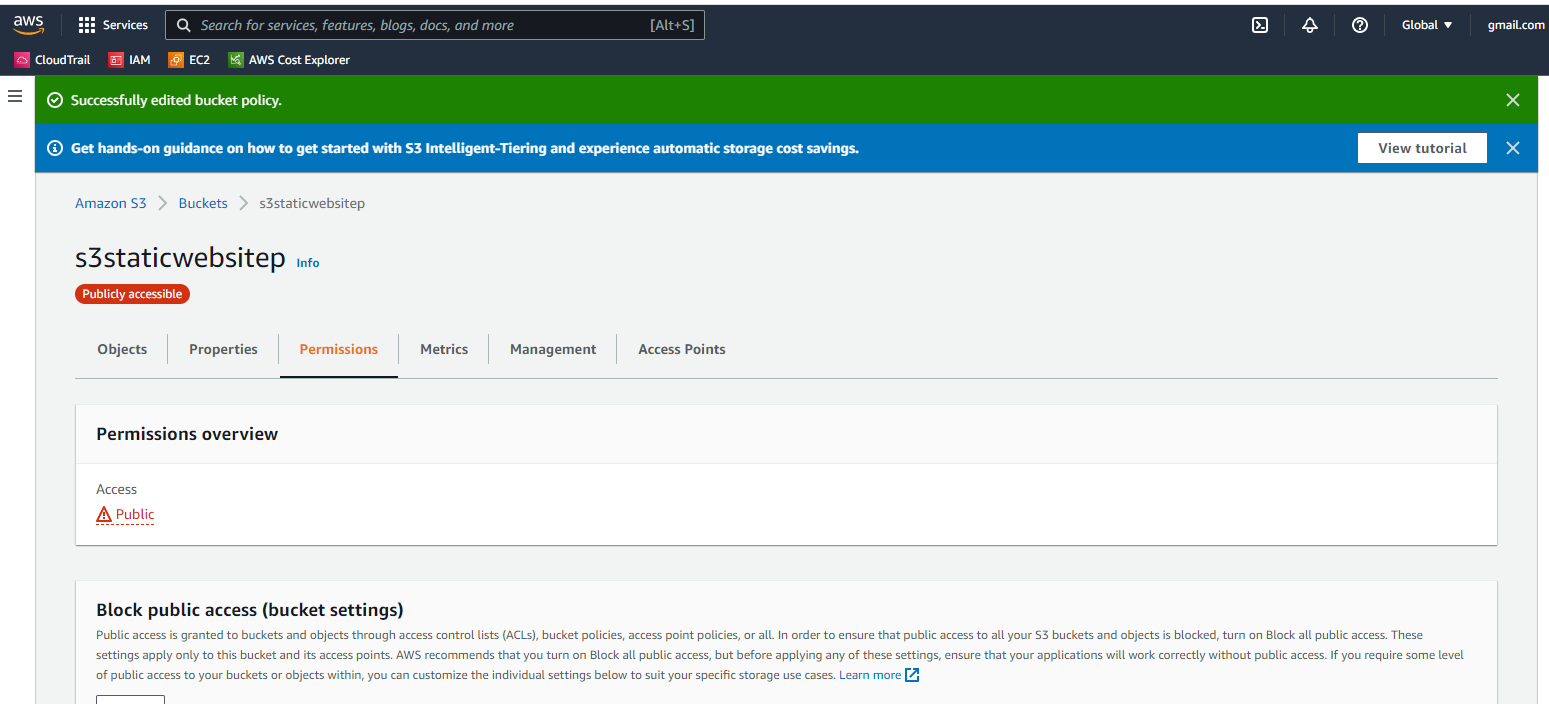 aws Services Search for services, features, blogs, docs, and more [Alt+S] Global gmail.com
CloudTrail IAM EC2 AWS Cost Explorer
Successfully edited bucket policy.
Get hands-on guidance on how to get started with S3 Intelligent-Tiering and experience automatic storage cost savings. View tutorial
Amazon S3 Buckets s3staticwebsitep
s3staticwebsitep Info
Publicly accessible
Objects Properties Permissions Metrics Management Access Points
Permissions overview
Access
Public
Block public access (bucket settings)
Public access is granted to buckets and objects through access control lists (ACLs), bucket policies, access point policies, or all. In order to ensure that public access to all your S3 buckets and objects is blocked, turn on Block all public access. These
settings apply only to this bucket and its access points. AWS recommends that you turn on Block all public access, but before applying any of these settings, ensure that your applications will work correctly without public access. If you require some level
of public access to your buckets or objects within, you can customize the individual settings below to suit your specific storage use cases. Learn more